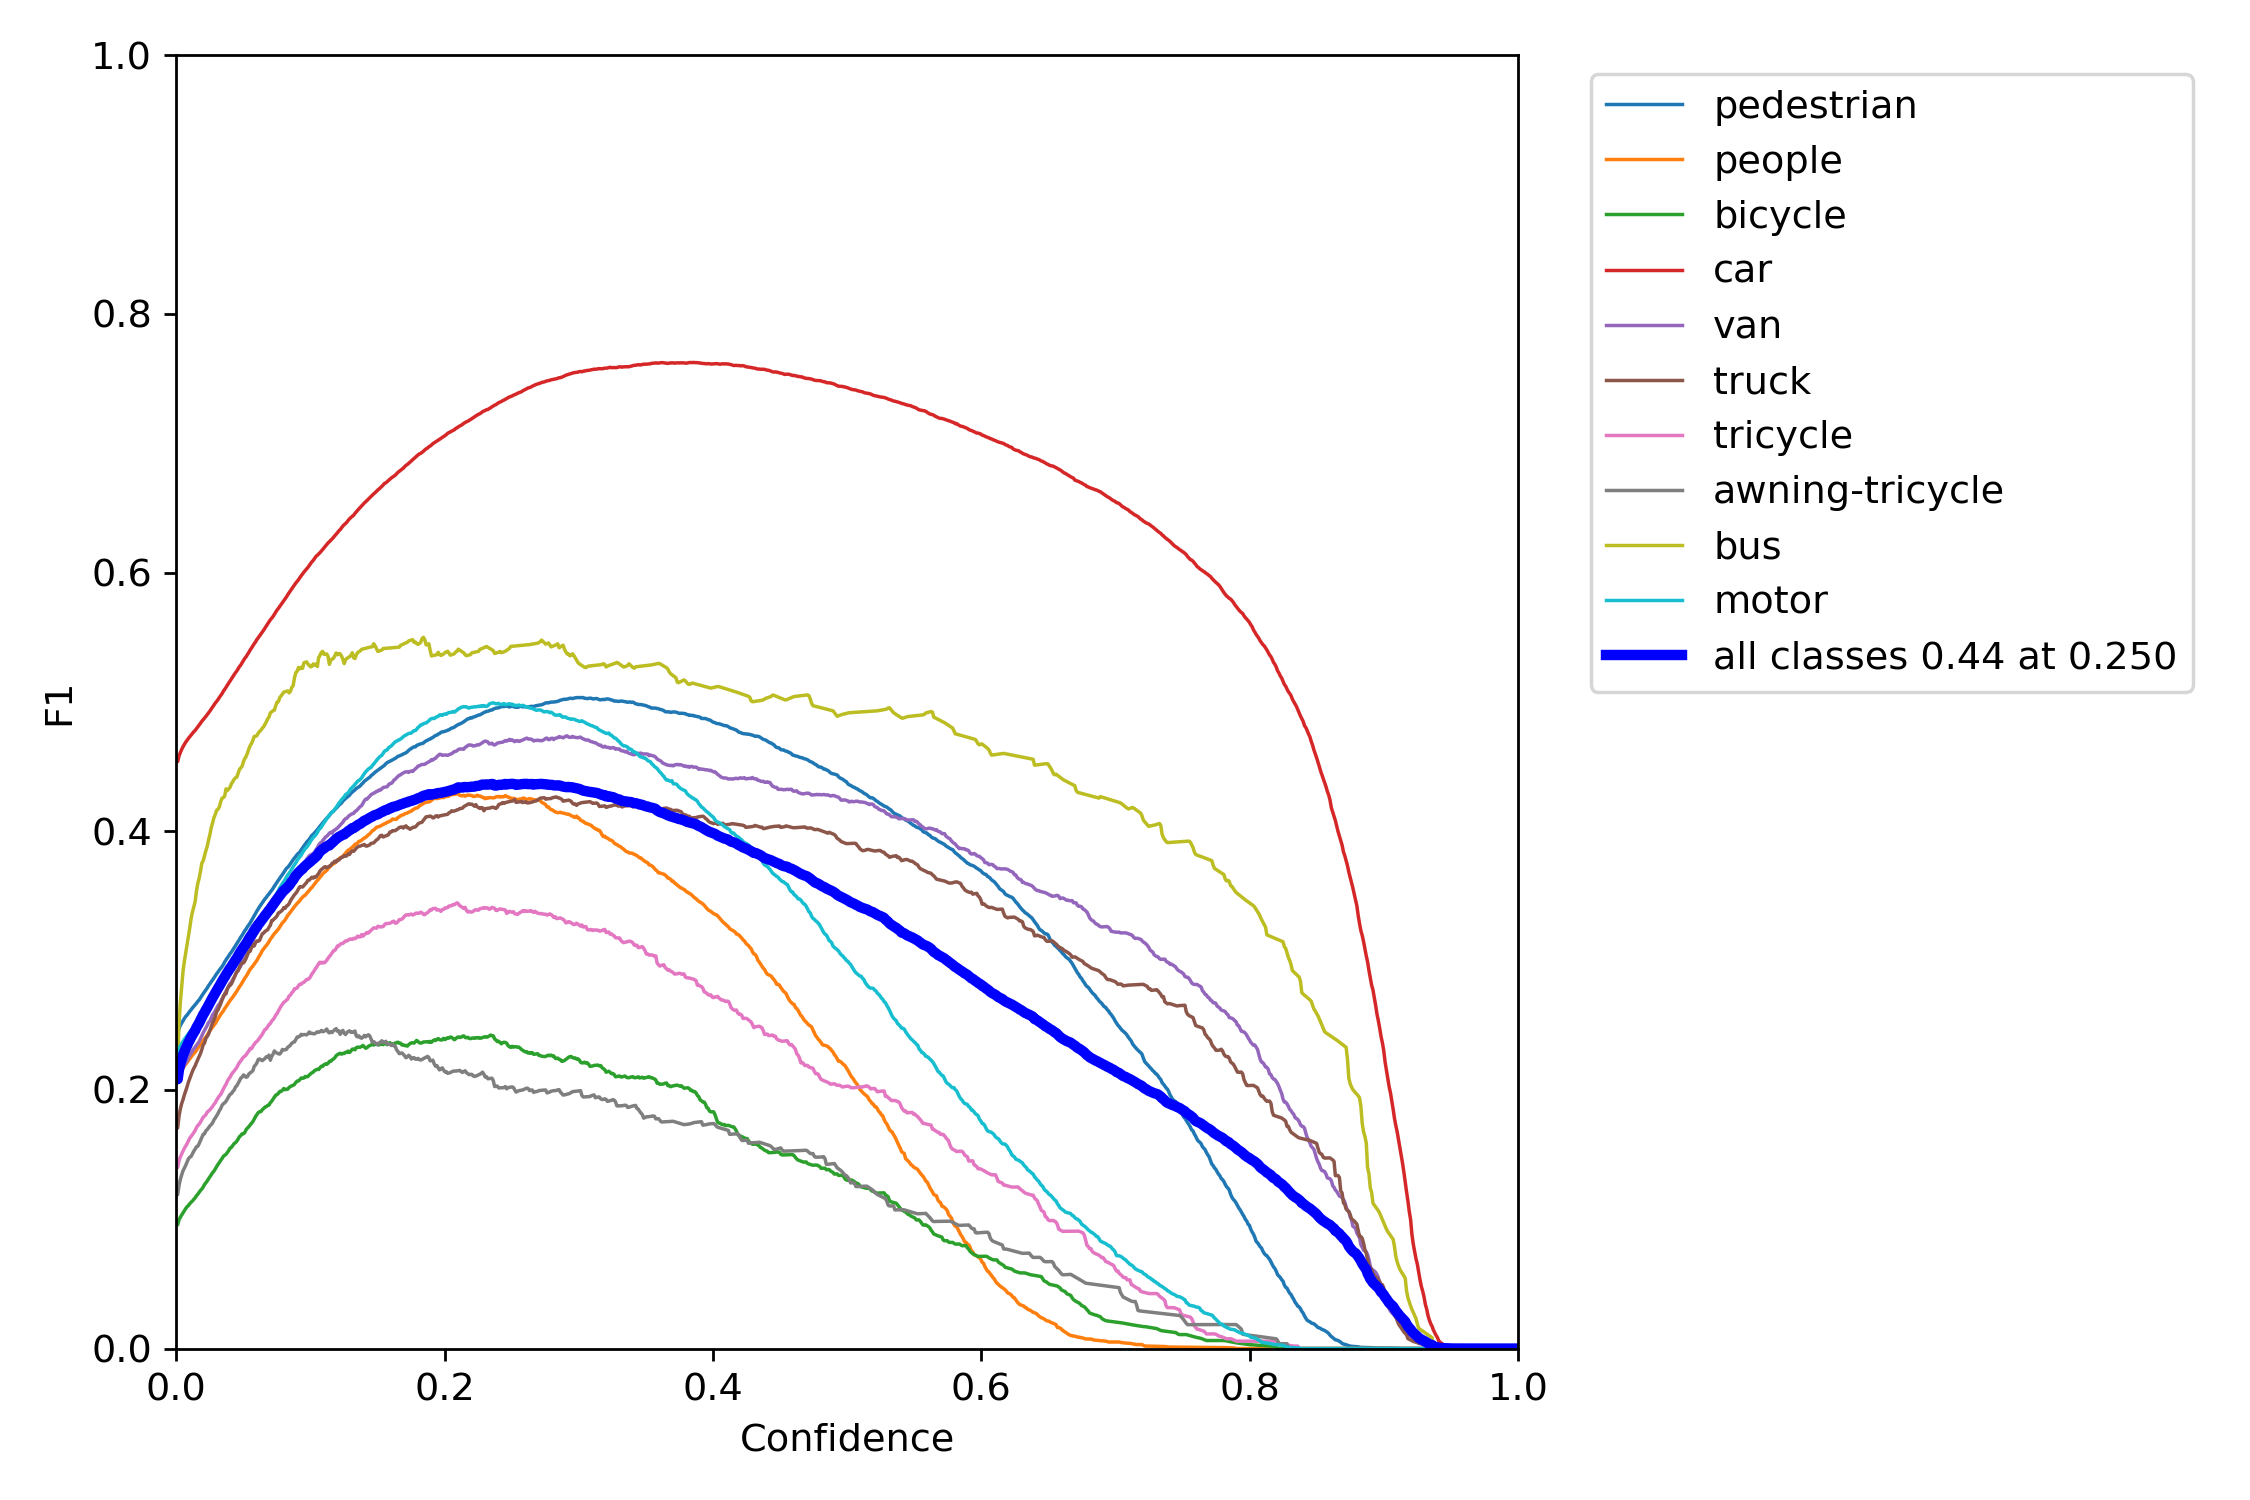 1.0
0.8
0.6
0.4
0.2
0.0
F1
0.0 0.2 0.4 0.6 0.8 1.0
Confidence
pedestrian
people
bicycle
car
van
truck
tricycle
awning-tricycle
bus
motor
all classes 0.44 at 0.250